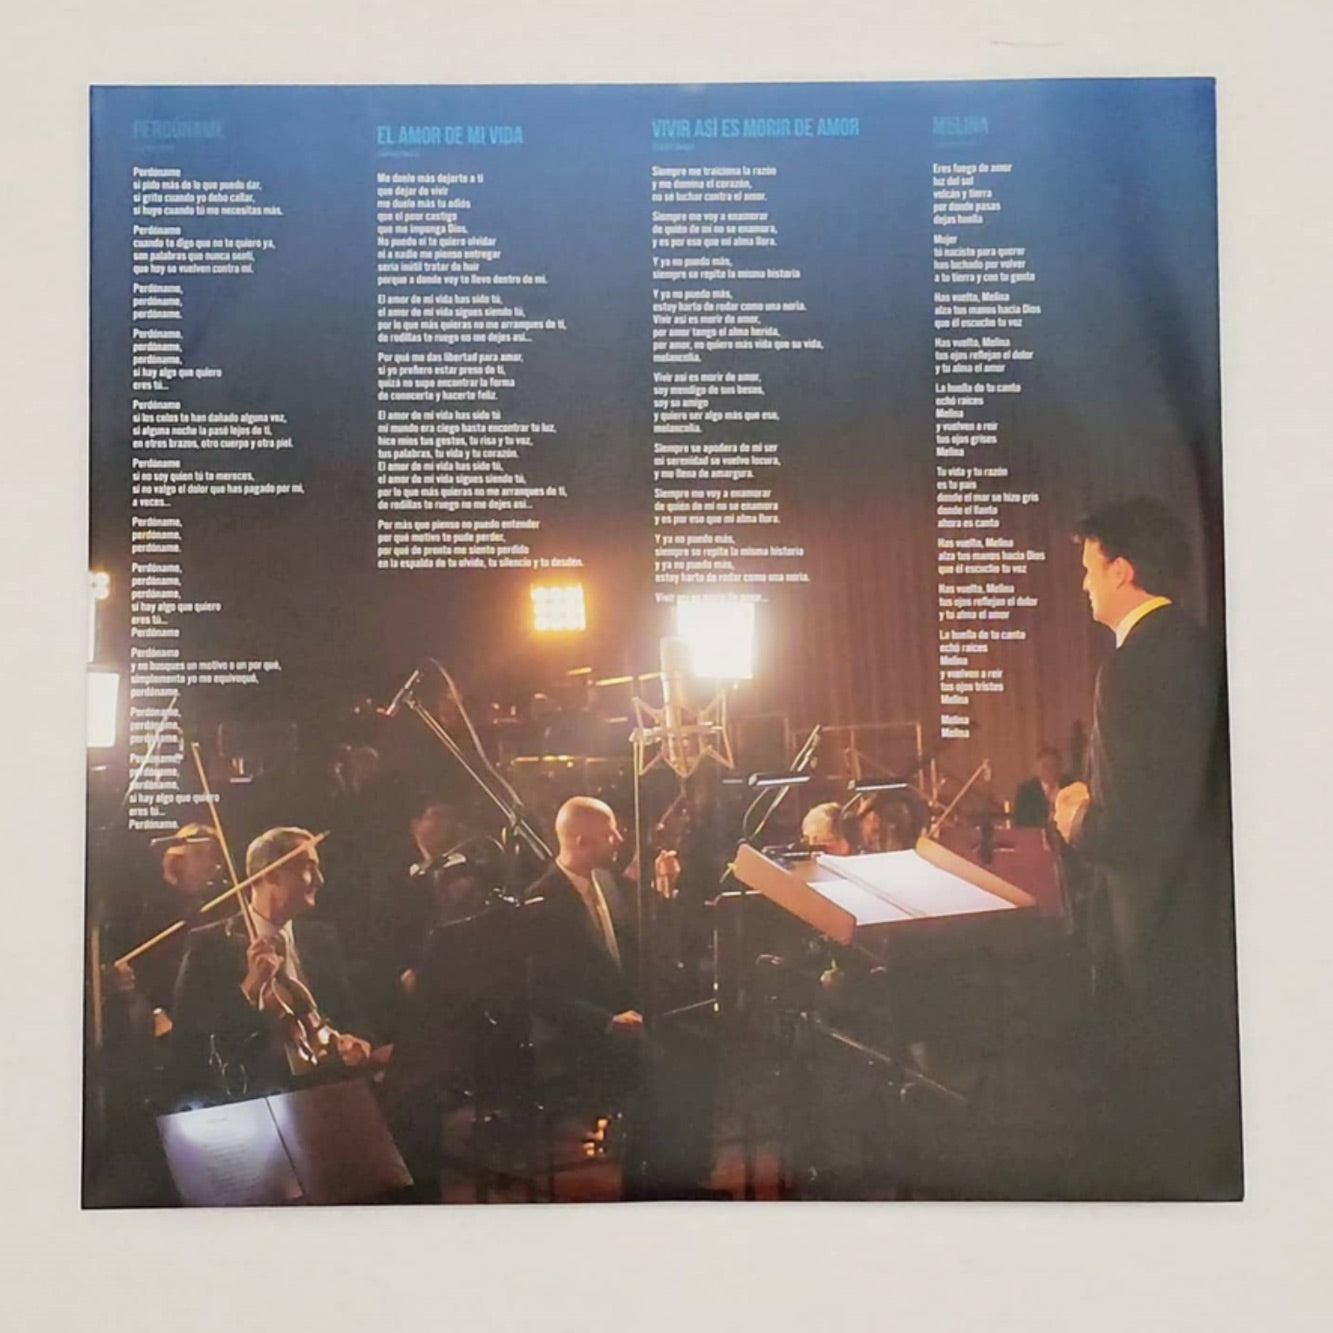 PERDÓNAME
Perdóname
si pido más de lo que puedo dar,
si grito cuando yo debo callar,
si huyo cuando tú me necesitas más.
Perdóname
cuando te digo que no te quiero ya,
son palabras que nunca sentí,
que hoy se vuelven contra mí.
Perdóname,
perdóname,
perdóname.
Perdóname,
perdóname,
perdóname,
si hay algo que quiero
eres tú...
Perdóname
si los celos te han dañado alguna vez,
si alguna noche la pasé lejos de ti,
en otros brazos, otro cuerpo y otra piel.
Perdóname
si no soy quien tú te mereces,
si no valgo el dolor que has pagado por mí,
a veces...
Perdóname,
perdóname,
perdóname.
Perdóname,
perdóname,
perdóname,
si hay algo que quiero
eres tú...
Perdóname
Perdóname
y no busques un motivo o un por qué,
simplemente yo me equivoqué,
perdóname.
Perdóname,
perdóname,
perdóname.
Perdóname,
perdóname,
perdóname,
si hay algo que quiero
eres tú...
Perdóname.
EL AMOR DE MI VIDA
Me duele más dejarte a ti
que dejar de vivir
me duele más tu adiós
que el peor castigo
que me imponga Dios.
No puedo ni te quiero olvidar
ni a nadie me pienso entregar
sería inútil tratar de huir
porque a donde voy te llevo dentro de mí.
El amor de mi vida has sido tú,
el amor de mi vida sigues siendo tú,
por lo que más quieras no me arranques de ti,
de rodillas te ruego no me dejes así...
Por qué me das libertad para amar,
si yo prefiero estar preso de ti,
quizá no supe encontrar la forma
de conocerte y hacerte feliz.
El amor de mi vida has sido tú
mi mundo era ciego hasta encontrar tu luz,
hice míos tus gestos, tu risa y tu voz,
tus palabras, tu vida y tu corazón.
El amor de mi vida has sido tú,
el amor de mi vida sigues siendo tú,
por lo que más quieras no me arranques de ti,
de rodillas te ruego no me dejes así...
Por más que pienso no puedo entender
por qué motivo te pude perder,
por qué de pronto me siento perdido
en la espalda de tu olvido, tu silencio y tu desdén.
VIVIR ASÍ ES MORIR DE AMOR
Siempre me traiciona la razón
y me domina el corazón,
no sé luchar contra el amor.
Siempre me voy a enamorar
de quién de mí no se enamora,
y es por eso que mi alma llora.
Y ya no puedo más,
siempre se repite la misma historia
Y ya no puedo más,
estoy harto de rodar como una noria.
Vivir así es morir de amor,
por amor tengo el alma herida,
por amor, no quiero más vida que su vida,
melancolía.
Vivir así es morir de amor,
soy mendigo de sus besos,
soy su amigo
y quiero ser algo más que eso,
melancolía.
Siempre se apodera de mi ser
mi serenidad se vuelve locura,
y me llena de amargura.
Siempre me voy a enamorar
de quién de mí no se enamora
y es por eso que mi alma llora.
Y ya no puedo más,
siempre se repite la misma historia
y ya no puedo más,
estoy harto de rodar como una noria.
Vivir así es morir de amor...
MELINA
Eres fuego de amor
luz del sol
volcán y tierra
por donde pasas
dejas huella
Mujer
tú naciste para querer
has luchado por volver
a tu tierra y con tu gente
Has vuelto, Melina
alza tus manos hacia Dios
que él escuche tu voz
Has vuelto, Melina
tus ojos reflejan el dolor
y tu alma el amor
La huella de tu canto
echó raíces
Melina
y vuelven a reír
tus ojos grises
Melina
Tu vida y tu razón
es tu país
donde el mar se hizo gris
donde el llanto
ahora es canto
Has vuelto, Melina
alza tus manos hacia Dios
que él escuche tu voz
Has vuelto, Melina
tus ojos reflejan el dolor
y tu alma el amor
La huella de tu canto
echó raíces
Melina
y vuelven a reír
tus ojos tristes
Melina
Melina
Melina